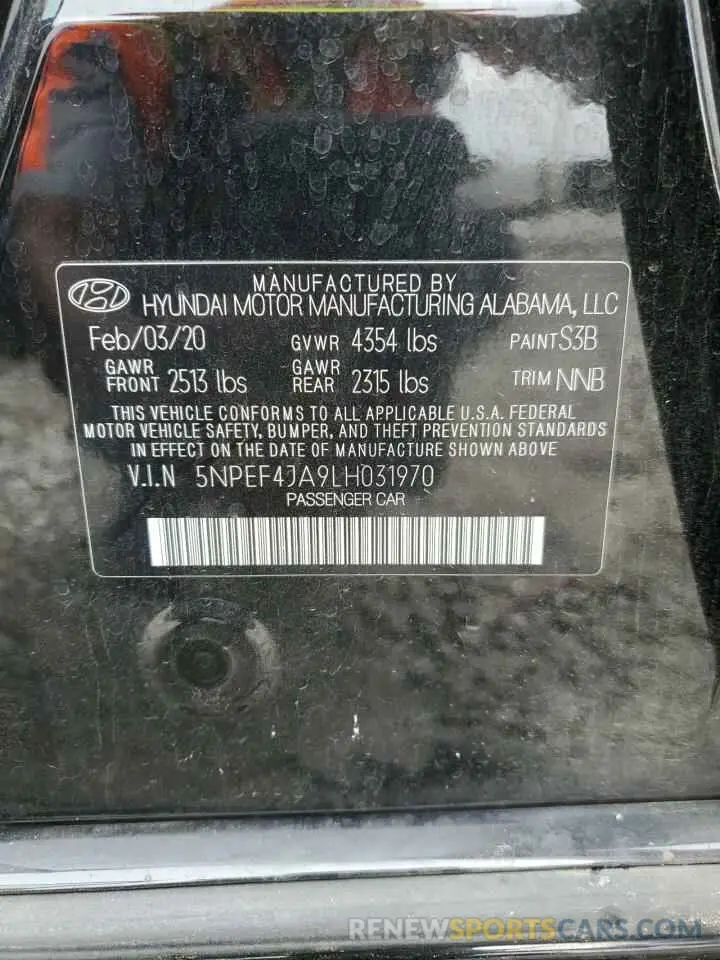 MANUFACTURED BY
HYUNDAI MOTOR MANUFACTURING ALABAMA, LLC
Feb/03/20 GVWR 4354 lbs PAINT S3B
GAWR FRONT 2513 lbs GAWR REAR 2315 lbs TRIM NNB
THIS VEHICLE CONFORMS TO ALL APPLICABLE U.S.A. FEDERAL
MOTOR VEHICLE SAFETY, BUMPER, AND THEFT PREVENTION STANDARDS
IN EFFECT ON THE DATE OF MANUFACTURE SHOWN ABOVE
V.I.N 5NPEF4JA9LH031970
PASSENGER CAR
RENEWSPORTSCARS.COM